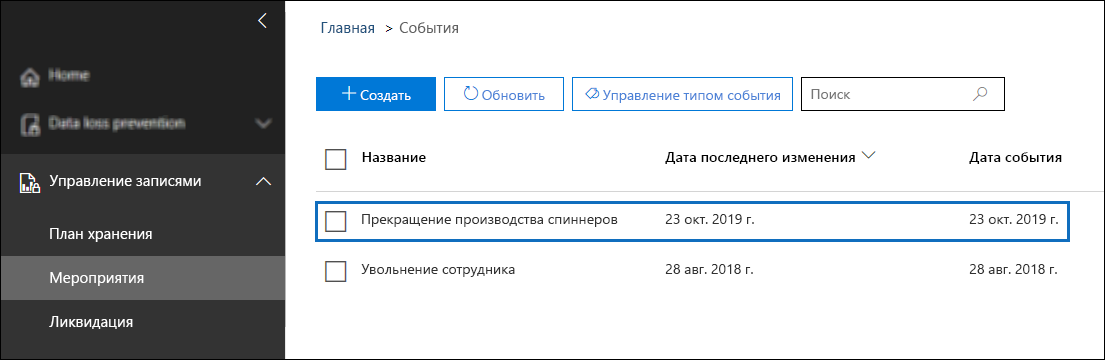 Home
Data loss prevention
Управление записями
План хранения
Мероприятия
Ликвидация
Главная > События
Создать Обновить Управление типом события Поиск
Название Дата последнего изменения Дата события
Прекращение производства спиннеров 23 окт. 2019 г. 23 окт. 2019 г.
Увольнение сотрудника 28 авг. 2018 г. 28 авг. 2018 г.